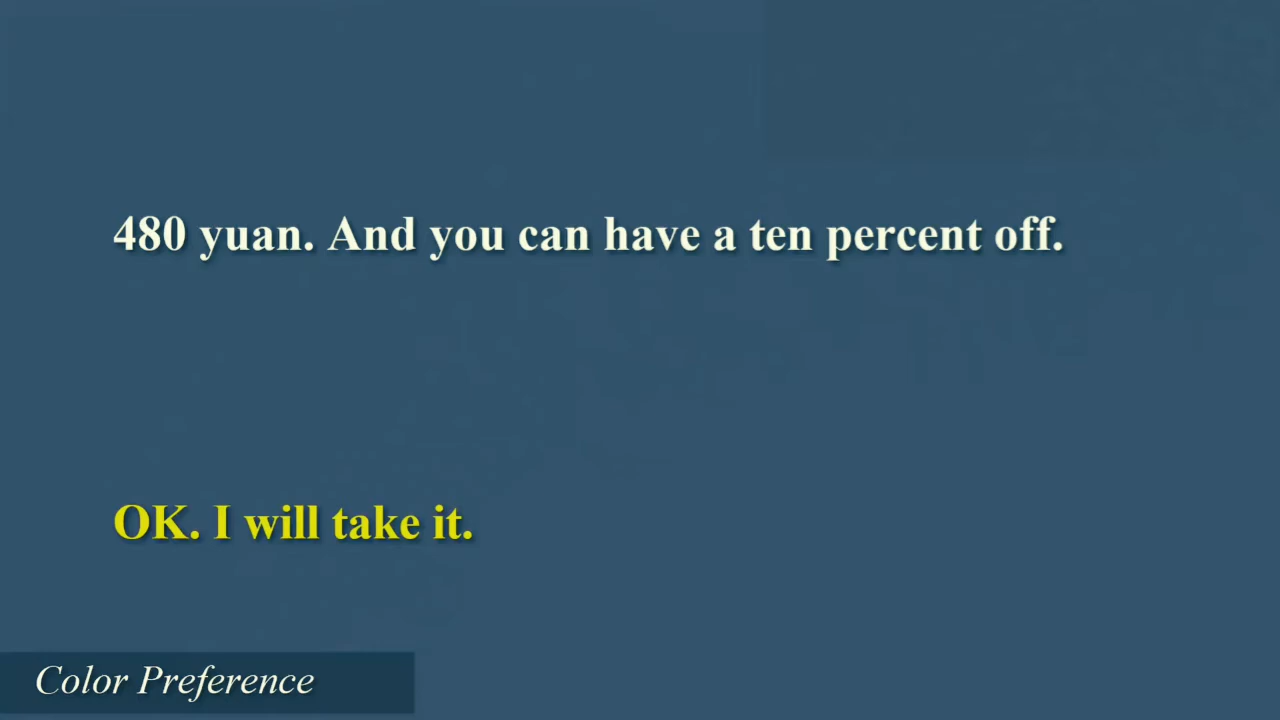 480 yuan. And you can have a ten percent off.
OK. I will take it.
Color Preference